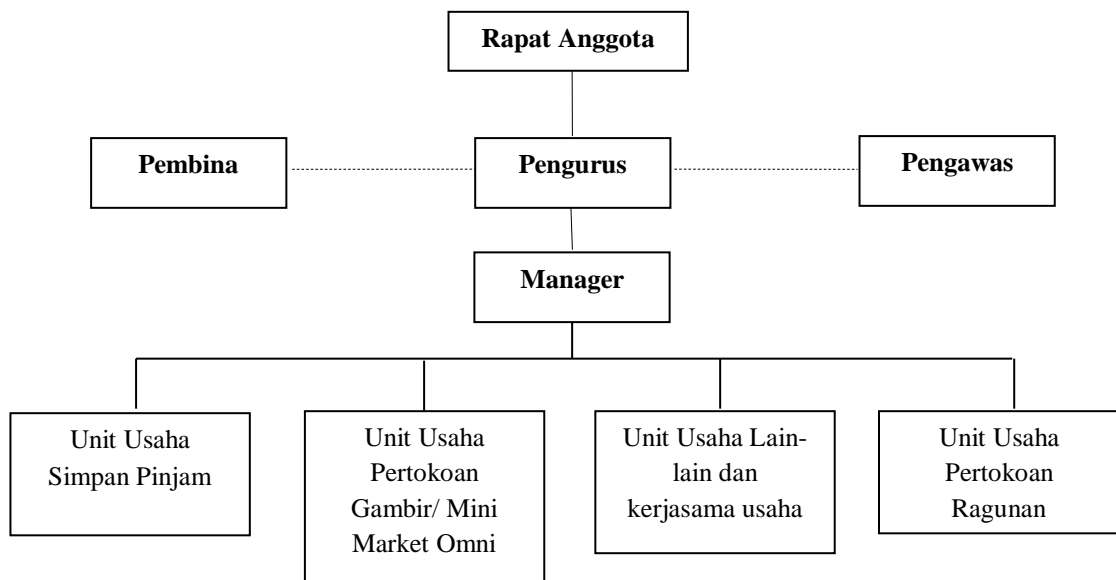 Rapat Anggota
Pembina
Pengurus
Pengawas
Manager
Unit Usaha
Simpan Pinjam
Unit Usaha
Pertokoan
Gambir/ Mini
Market Omni
Unit Usaha Lain-
lain dan
kerjasama usaha
Unit Usaha
Pertokoan
Ragunan